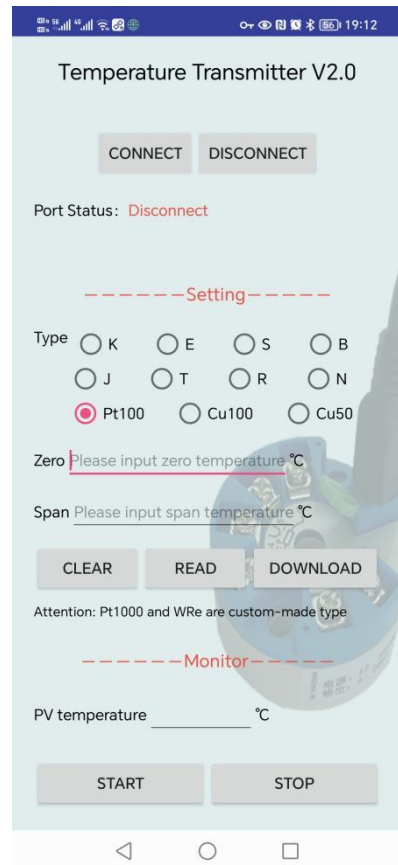 56 19:12
Temperature Transmitter V2.0
CONNECT DISCONNECT
Port Status: Disconnect
------Setting-----
Type K E S B
J T R N
Pt100 Cu100 Cu50
Zero Please input zero temperature ℃
Span Please input span temperature ℃
CLEAR READ DOWNLOAD
Attention: Pt1000 and WRe are custom-made type
------Monitor-----
PV temperature ℃
START STOP